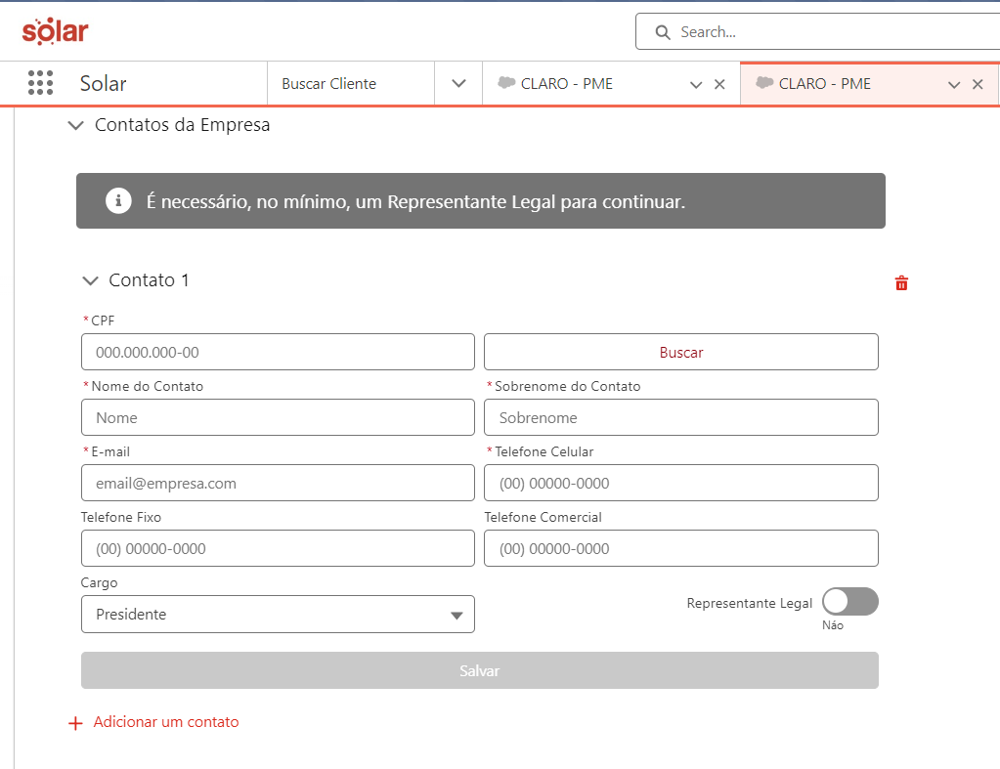 solar
Search...
Solar
Buscar Cliente
CLARO - PME
CLARO - PME
Contatos da Empresa
É necessário, no mínimo, um Representante Legal para continuar.
Contato 1
*CPF
000.000.000-00
Buscar
*Nome do Contato
*Sobrenome do Contato
Nome
Sobrenome
*E-mail
*Telefone Celular
email@empresa.com
(00) 00000-0000
Telefone Fixo
Telefone Comercial
(00) 00000-0000
(00) 00000-0000
Cargo
Presidente
Representante Legal
Náo
Salvar
+ Adicionar um contato